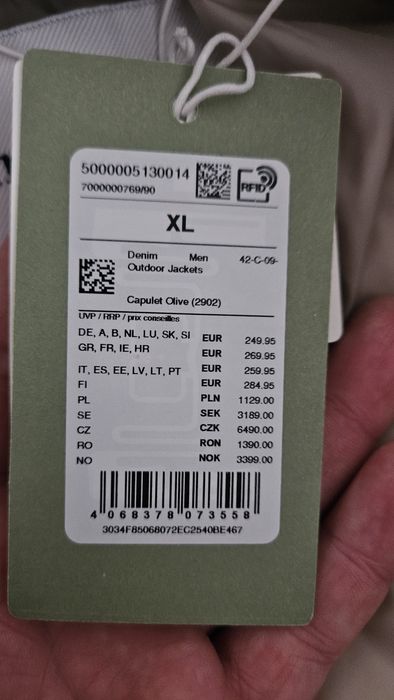 5000005130014
7000000769/90
RFID
XL
Denim Men 42-C-09-
Outdoor Jackets
Capulet Olive (2902)
UVP / RRP / prix conseillés
DE, A, B, NL, LU, SK, SI EUR 249.95
GR, FR, IE, HR EUR 269.95
IT, ES, EE, LV, LT, PT EUR 259.95
FI EUR 284.95
PL PLN 1129.00
SE SEK 3189.00
CZ CZK 6490.00
RO RON 1390.00
NO NOK 3399.00
4 068378 073558
3034F85068072EC2540BE467